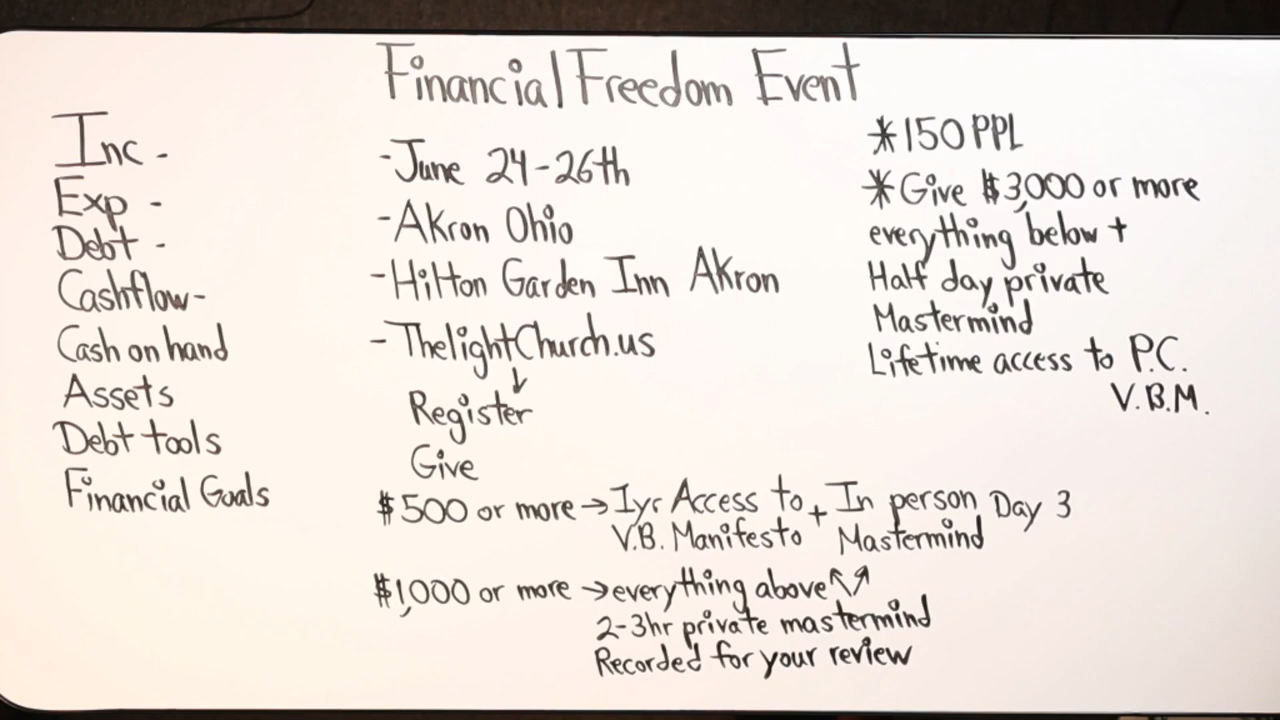 Financial Freedom Event
Inc -
Exp -
Debt -
Cashflow-
Cash on hand
Assets
Debt tools
Financial Goals
-June 24-26th
-Akron Ohio
-Hilton Garden Inn Akron
-ThelightChurch.us
↓
Register
Give
$500 or more → 1yr Access to + In person Day 3
V.B. Manifesto Mastermind
$1,000 or more → everything above ↖↗
2-3hr private mastermind
Recorded for your review
*150 PPL
*Give $3,000 or more
everything below +
Half day private
Mastermind
Lifetime access to P.C.
V.B.M.